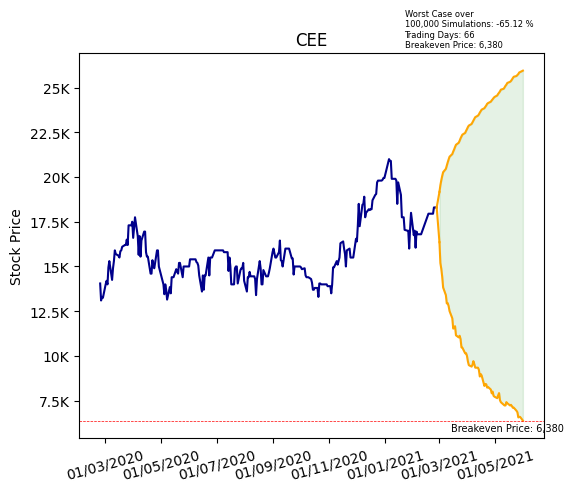 Worst Case over
100,000 Simulations: -65.12 %
Trading Days: 66
Breakeven Price: 6,380
CEE
Stock Price
25K
22.5K
20K
17.5K
15K
12.5K
10K
7.5K
Breakeven Price: 6,380
01/03/2020
01/05/2020
01/07/2020
01/09/2020
01/11/2020
01/01/2021
01/03/2021
01/05/2021